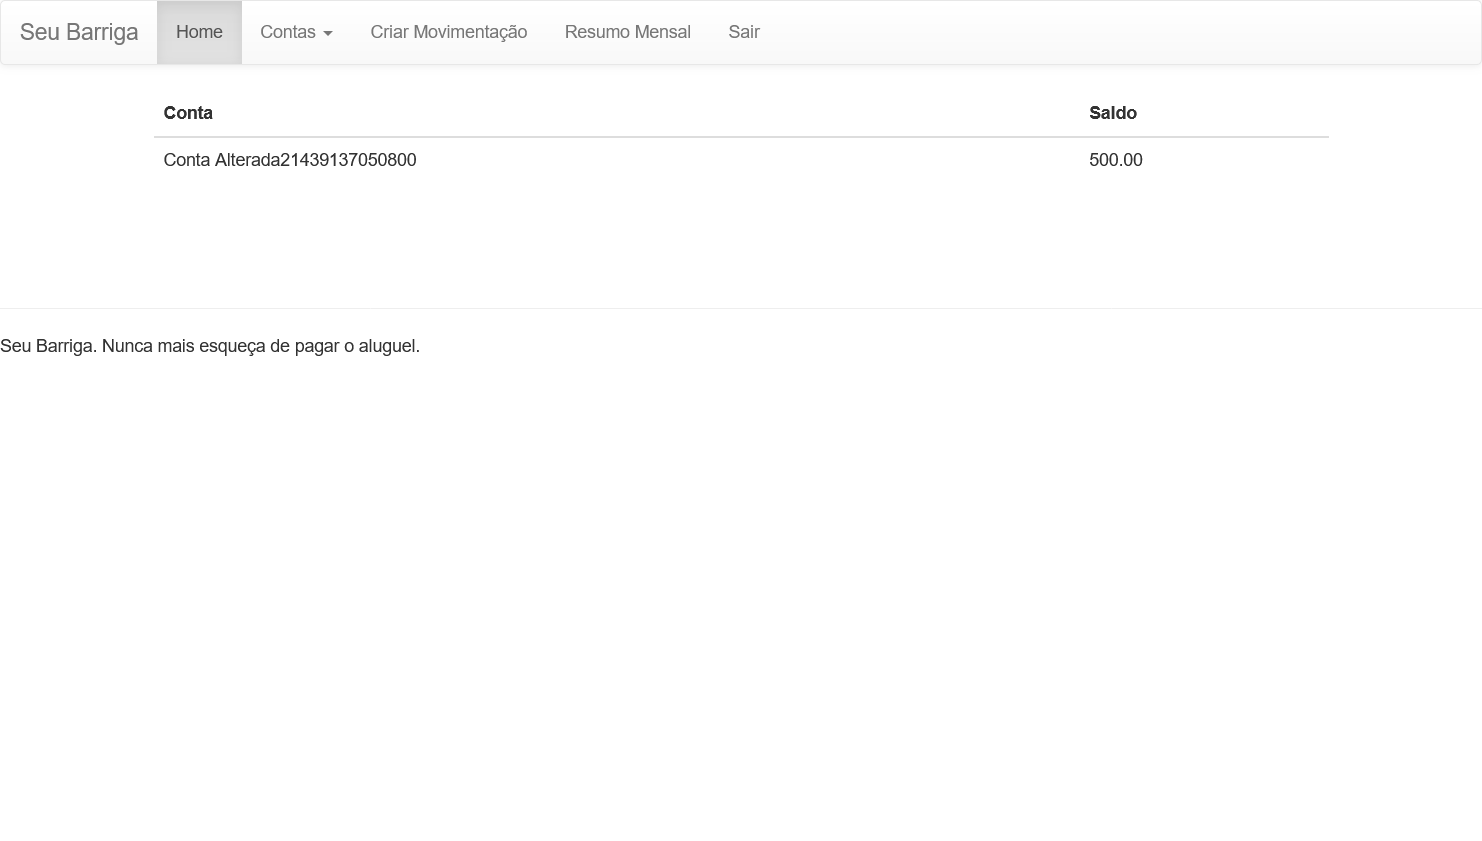 Seu Barriga Home Contas Criar Movimentação Resumo Mensal Sair
Conta Saldo
Conta Alterada21439137050800 500.00
Seu Barriga. Nunca mais esqueça de pagar o aluguel.